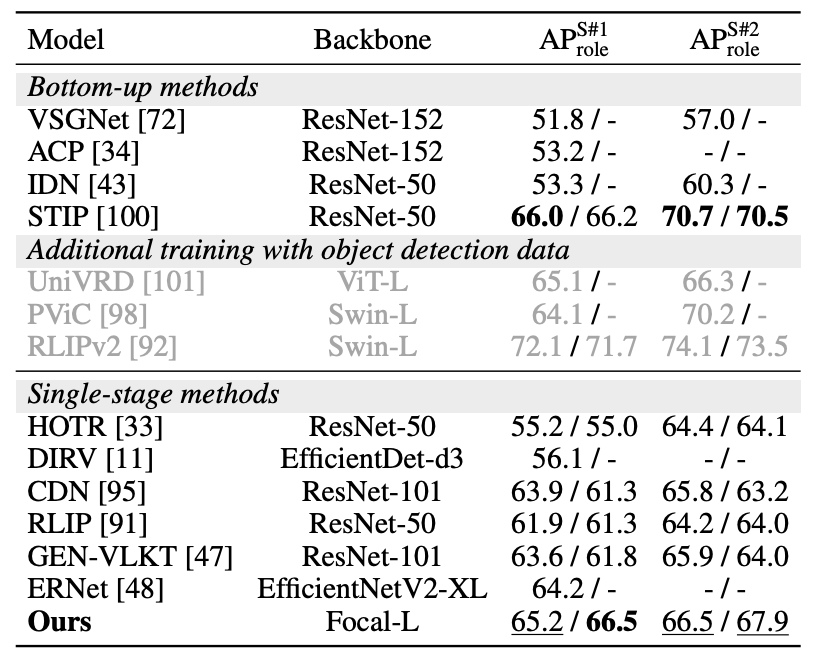 Model Backbone AP^{S#1}_{role} AP^{S#2}_{role}
Bottom-up methods
VSGNet [72] ResNet-152 51.8 / - 57.0 / -
ACP [34] ResNet-152 53.2 / - - / -
IDN [43] ResNet-50 53.3 / - 60.3 / -
STIP [100] ResNet-50 66.0 / 66.2 70.7 / 70.5
Additional training with object detection data
UniVRD [101] ViT-L 65.1 / - 66.3 / -
PViC [98] Swin-L 64.1 / - 70.2 / -
RLIPv2 [92] Swin-L 72.1 / 71.7 74.1 / 73.5
Single-stage methods
HOTR [33] ResNet-50 55.2 / 55.0 64.4 / 64.1
DIRV [11] EfficientDet-d3 56.1 / - - / -
CDN [95] ResNet-101 63.9 / 61.3 65.8 / 63.2
RLIP [91] ResNet-50 61.9 / 61.3 64.2 / 64.0
GEN-VLKT [47] ResNet-101 63.6 / 61.8 65.9 / 64.0
ERNet [48] EfficientNetV2-XL 64.2 / - - / -
Ours Focal-L 65.2 / 66.5 66.5 / 67.9